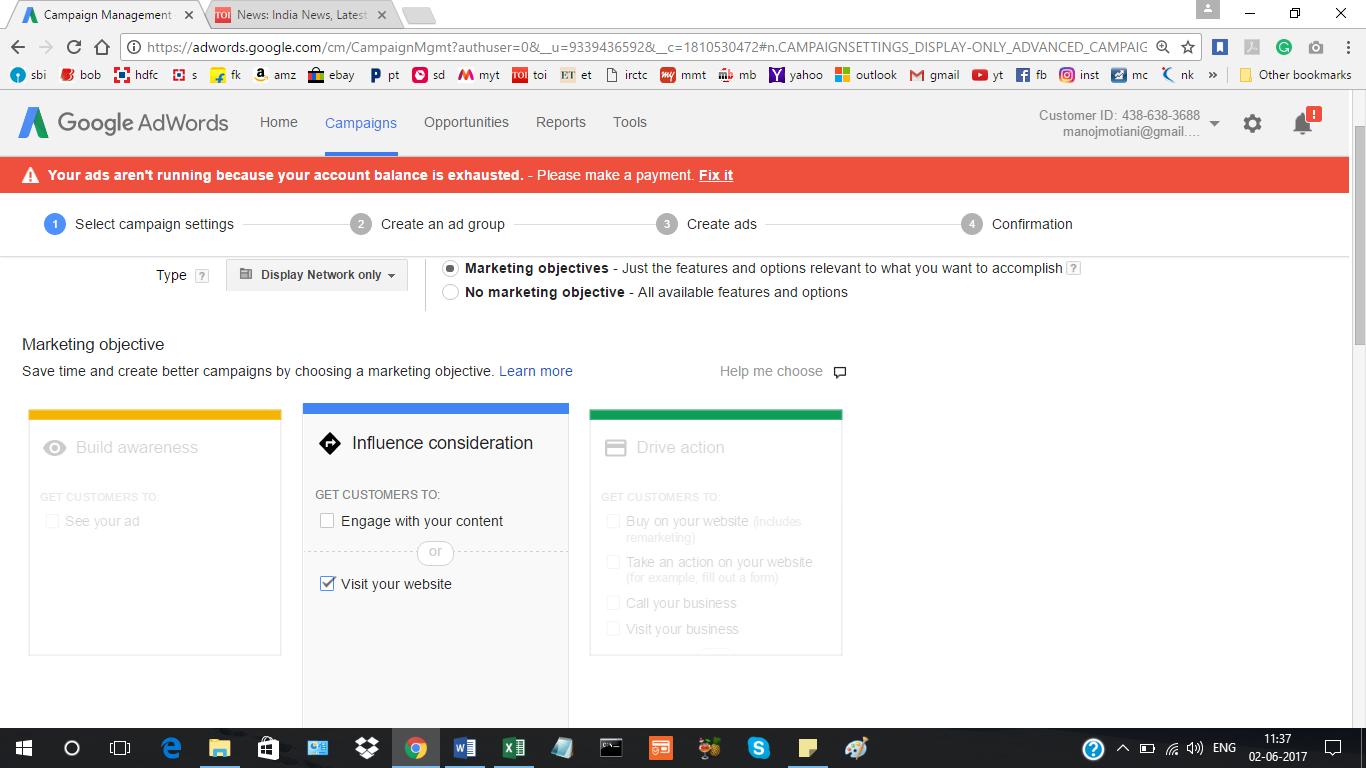 Campaign Management
TOI News: India News, Latest
https://adwords.google.com/cm/CampaignMgmt?authuser=0&__u=9339436592&__c=1810530472#n.CAMPAIGNSETTINGS_DISPLAY-ONLY_ADVANCED_CAMPAIG
sbi bob hdfc s fk amz ebay pt sd myt TOI toi ET et irctc my mmt mb yahoo outlook gmail yt fb inst mc nk » Other bookmarks
Google AdWords Home Campaigns Opportunities Reports Tools
Customer ID: 438-638-3688
manojmotiani@gmail....
!
Your ads aren't running because your account balance is exhausted. - Please make a payment. Fix it
1 Select campaign settings 2 Create an ad group 3 Create ads 4 Confirmation
Type ? Display Network only
Marketing objectives - Just the features and options relevant to what you want to accomplish ?
No marketing objective - All available features and options
Marketing objective
Save time and create better campaigns by choosing a marketing objective. Learn more
Help me choose
Build awareness
GET CUSTOMERS TO:
See your ad
Influence consideration
GET CUSTOMERS TO:
Engage with your content
or
Visit your website
Drive action
GET CUSTOMERS TO:
Buy on your website (includes
remarketing)
Take an action on your website
(for example, fill out a form)
Call your business
Visit your business
ENG
11:37
02-06-2017